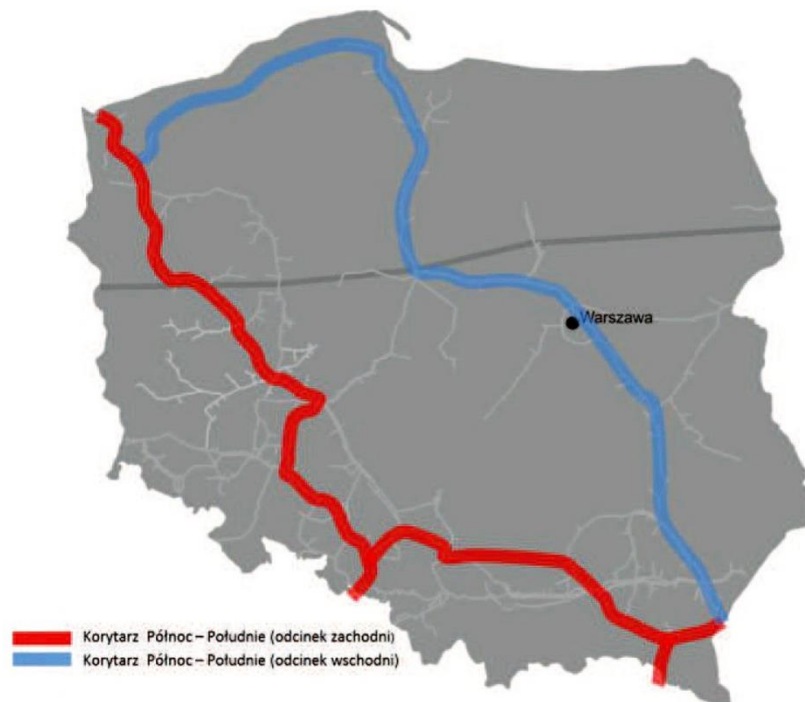 Warszawa
Korytarz Północ – Południe (odcinek zachodni)
Korytarz Północ – Południe (odcinek wschodni)